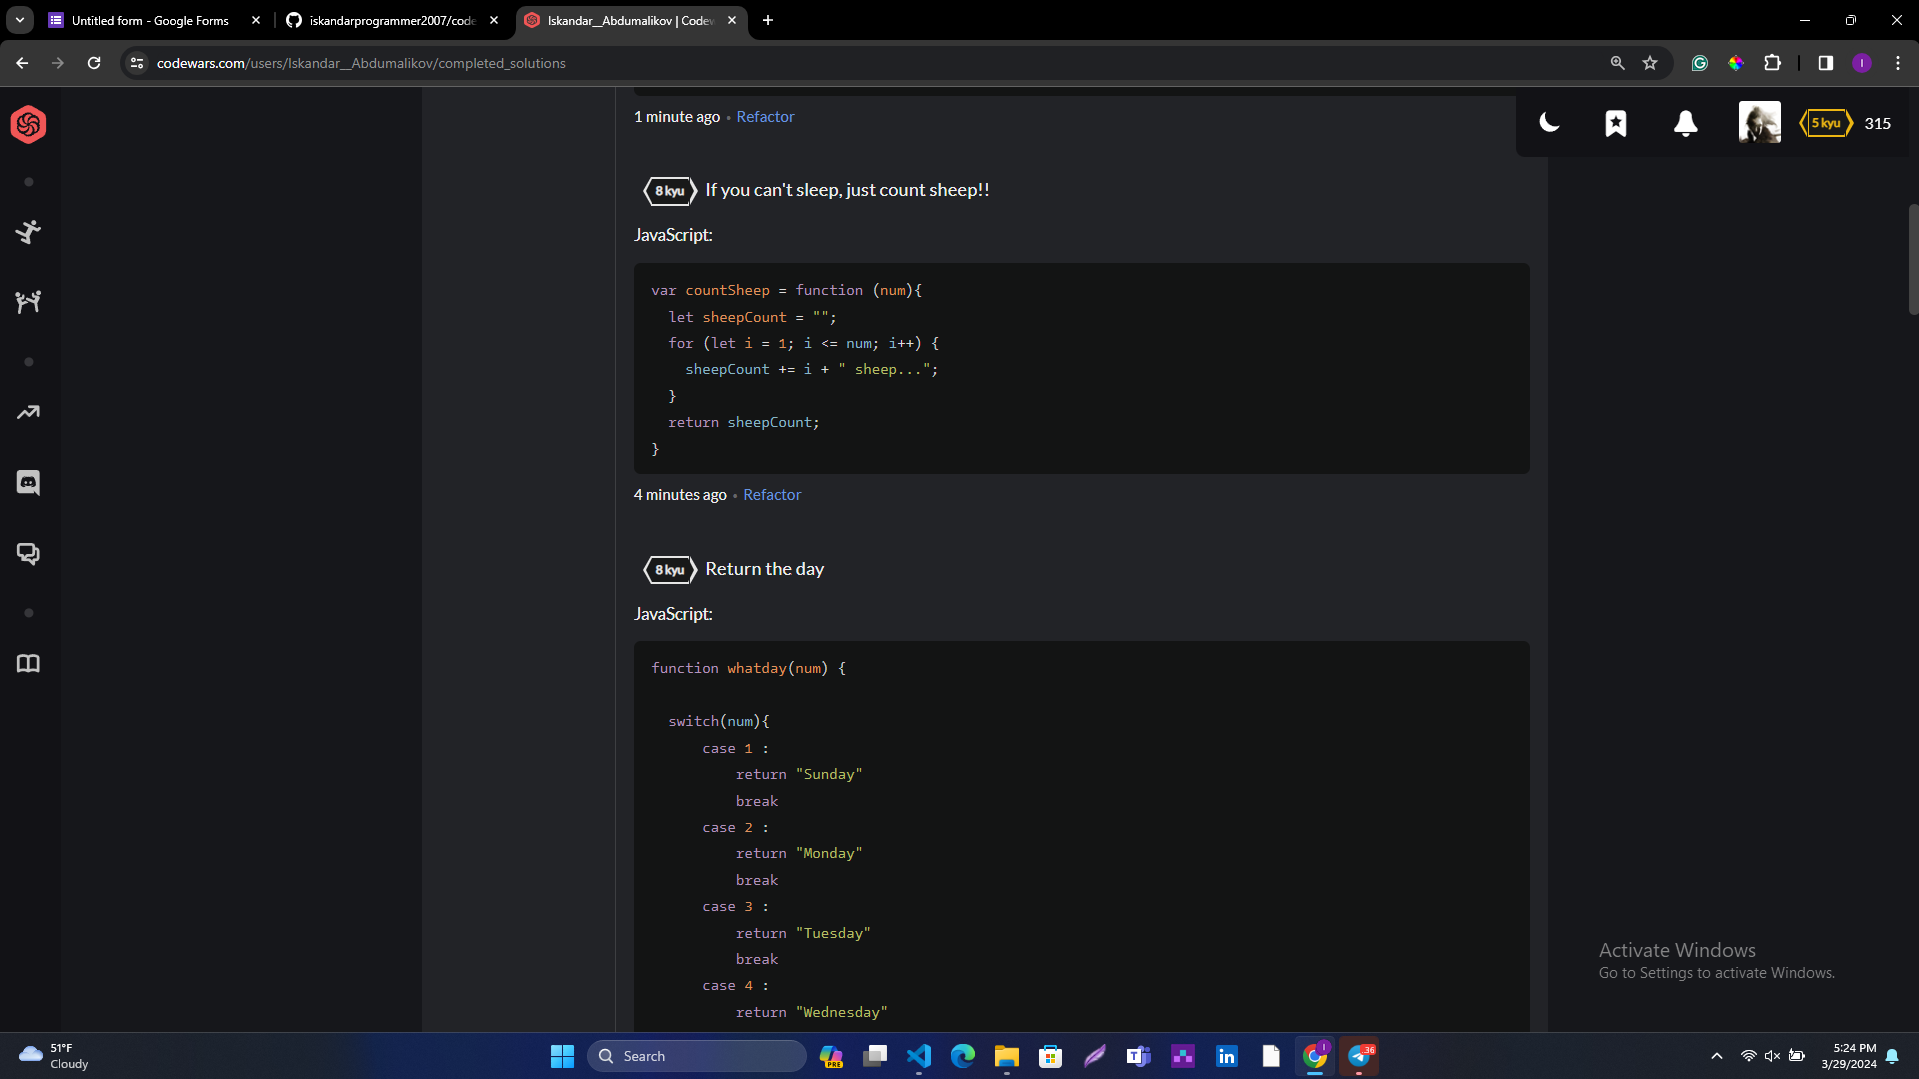 Untitled form - Google Forms
iskandarprogrammer2007/code
Iskandar__Abdumalikov | Codew
codewars.com/users/Iskandar__Abdumalikov/completed_solutions
1 minute ago • Refactor
5 kyu 315
8 kyu If you can't sleep, just count sheep!!
JavaScript:
var countSheep = function (num){
let sheepCount = "";
for (let i = 1; i <= num; i++) {
sheepCount += i + " sheep...";
}
return sheepCount;
}
4 minutes ago • Refactor
8 kyu Return the day
JavaScript:
function whatday(num) {
switch(num){
case 1 :
return "Sunday"
break
case 2 :
return "Monday"
break
case 3 :
return "Tuesday"
break
case 4 :
return "Wednesday"
Activate Windows
Go to Settings to activate Windows.
51°F
Cloudy
Search
PRE
36
5:24 PM
3/29/2024